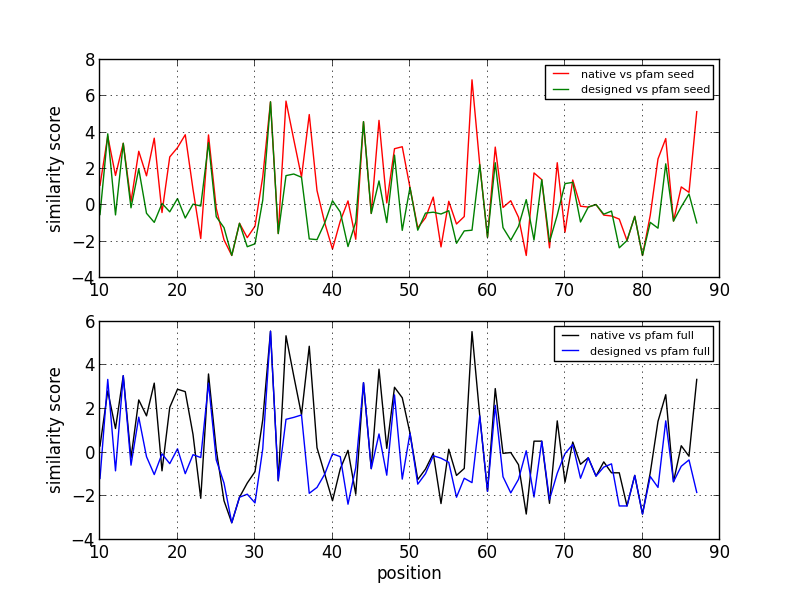 8
6
4
2
0
−2
−4
similarity score
native vs pfam seed
designed vs pfam seed
10 20 30 40 50 60 70 80 90
6
4
2
0
−2
−4
similarity score
native vs pfam full
designed vs pfam full
10 20 30 40 50 60 70 80 90
position